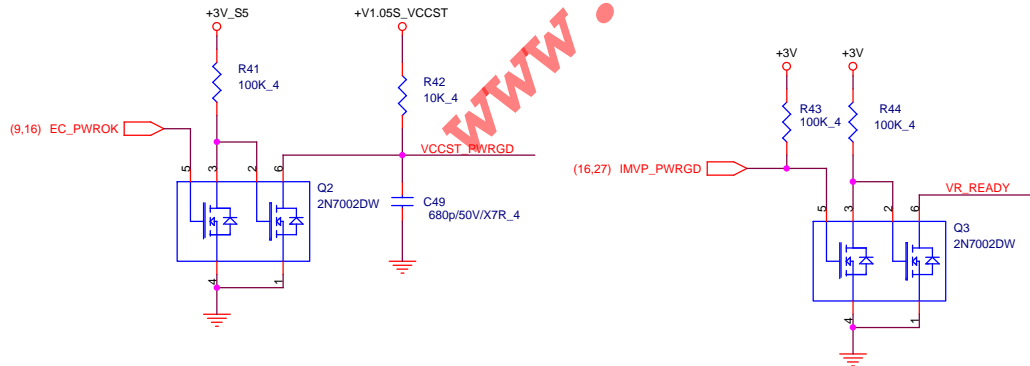 +3V_S5
+V1.05S_VCCST
www.
+3V
+3V
R41
100K_4
R42
10K_4
R43
100K_4
R44
100K_4
(9,16) EC_PWROK
VCCST_PWRGD
(16,27) IMVP_PWRGD
VR_READY
5
3
2
6
Q2
2N7002DW
C49
680p/50V/X7R_4
4
1
5
3
2
6
Q3
2N7002DW
4
1